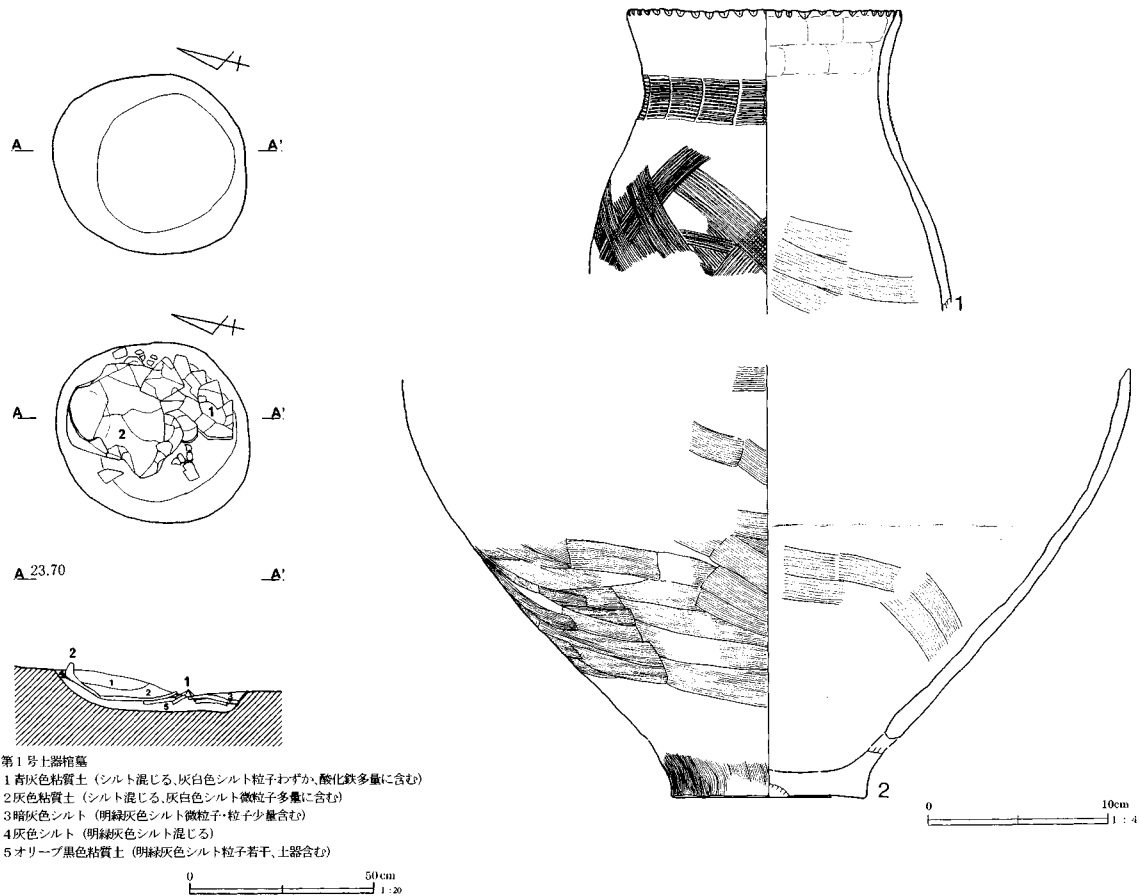 A A'
1
A A'
2 1
A 23.70 A'
2 1
1 2 3
5
第1号土器棺墓
1青灰色粘質土（シルト混じる、灰白色シルト粒子わずか、酸化鉄多量に含む）
2灰色粘質土（シルト混じる、灰白色シルト微粒子多量に含む）
3暗灰色シルト（明緑灰色シルト微粒子・粒子少量含む）
4灰色シルト（明緑灰色シルト混じる）
5オリーブ黒色粘質土（明緑灰色シルト粒子若干、土器含む）
0 50cm
1:20
2
0 10cm
1:4